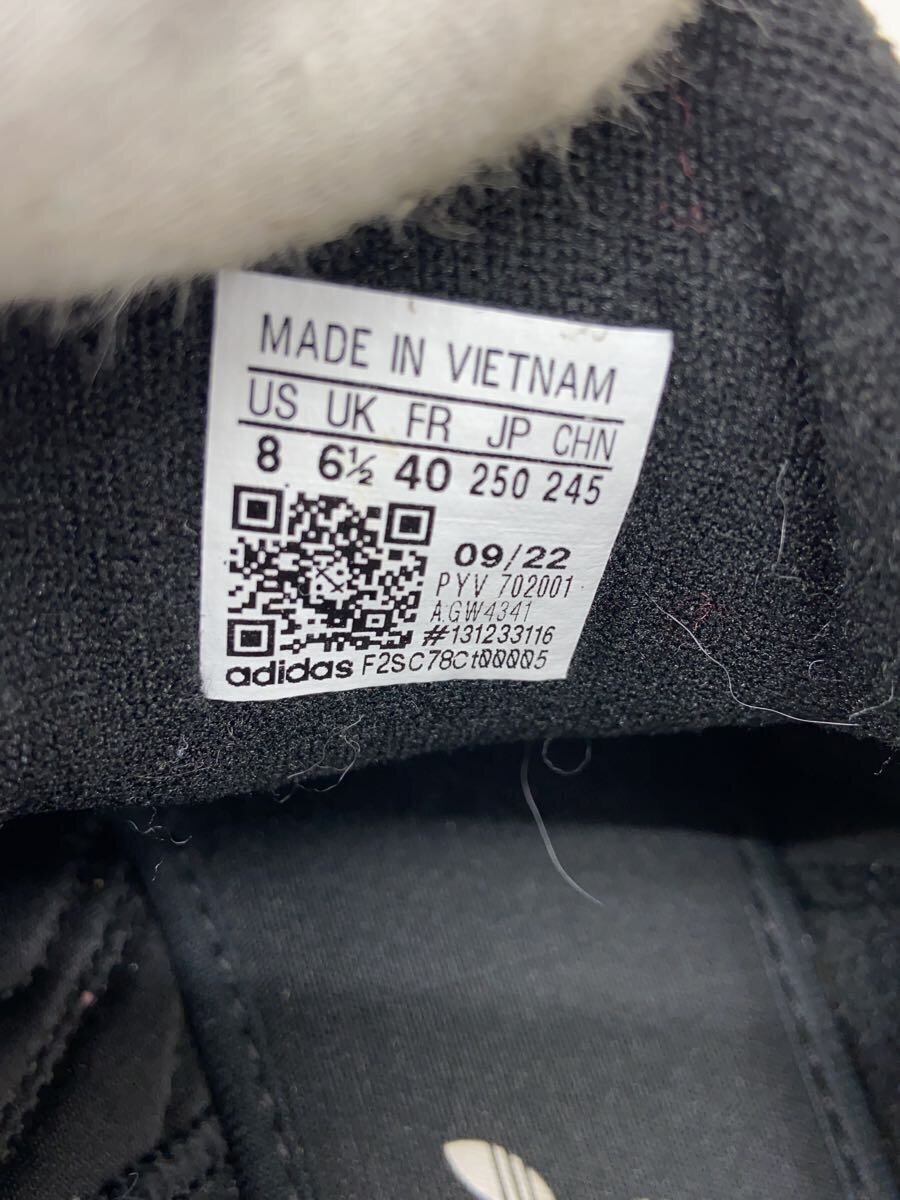 MADE IN VIETNAM
US UK FR JP CHN
8 6½ 40 250 245
09/22
PYV 702001
A.GW4341
#131233116
adidas F2SC78Ct00005